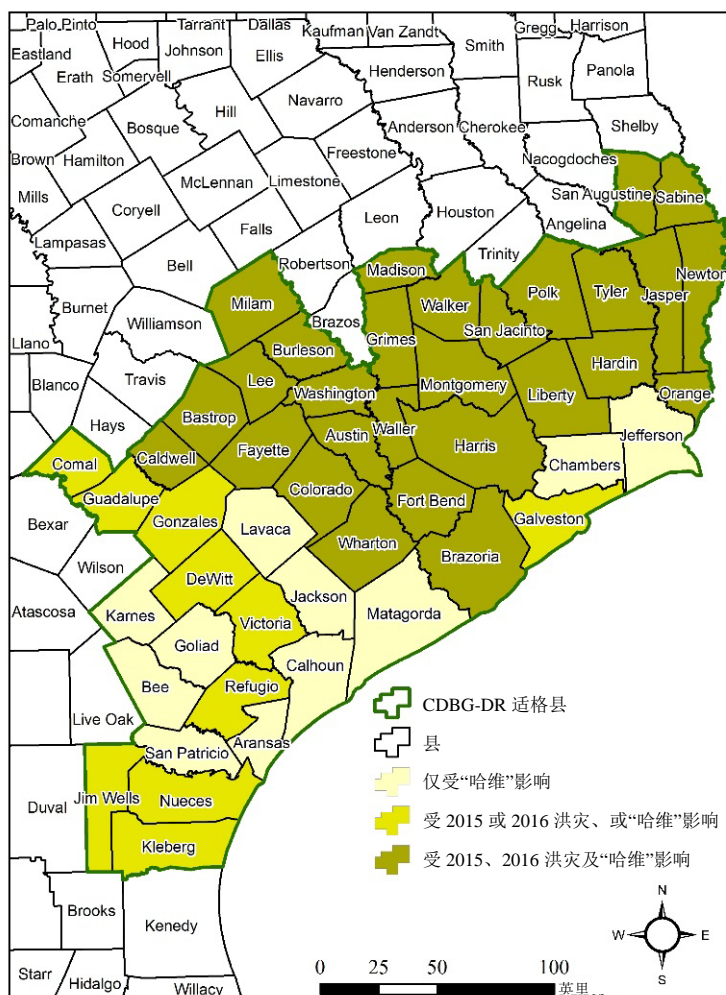 Palo Pinto
Tarrant
Dallas
Kaufman
Van Zandt
Gregg
Harrison
Eastland
Hood
Johnson
Ellis
Smith
Panola
Erath
Somervell
Henderson
Rusk
Comanche
Bosque
Hill
Navarro
Anderson
Cherokee
Shelby
Brown
Hamilton
Freestone
Nacogdoches
Mills
McLennan
Limestone
San Augustine
Sabine
Coryell
Leon
Houston
Angelina
Lampasas
Falls
Bell
Robertson
Trinity
Madison
Newton
Burnet
Milam
Walker
Polk
Tyler
Jasper
Llano
Williamson
Brazos
Grimes
San Jacinto
Burleson
Hardin
Blanco
Travis
Lee
Washington
Montgomery
Liberty
Orange
Hays
Bastrop
Austin
Waller
Harris
Jefferson
Comal
Caldwell
Fayette
Chambers
Guadalupe
Colorado
Fort Bend
Bexar
Gonzales
Lavaca
Galveston
Wilson
Wharton
Brazoria
DeWitt
Jackson
Atascosa
Karnes
Victoria
Matagorda
Goliad
Calhoun
Bee
Refugio
Live Oak
Aransas
San Patricio
Duval
Jim Wells
Nueces
Kleberg
Brooks
Kenedy
Starr
Hidalgo
Willacy
CDBG-DR 适格县
县
仅受“哈维”影响
受 2015 或 2016 洪灾、或“哈维”影响
受 2015、2016 洪灾及“哈维”影响
N
W
E
S
0 25 50 100
英里